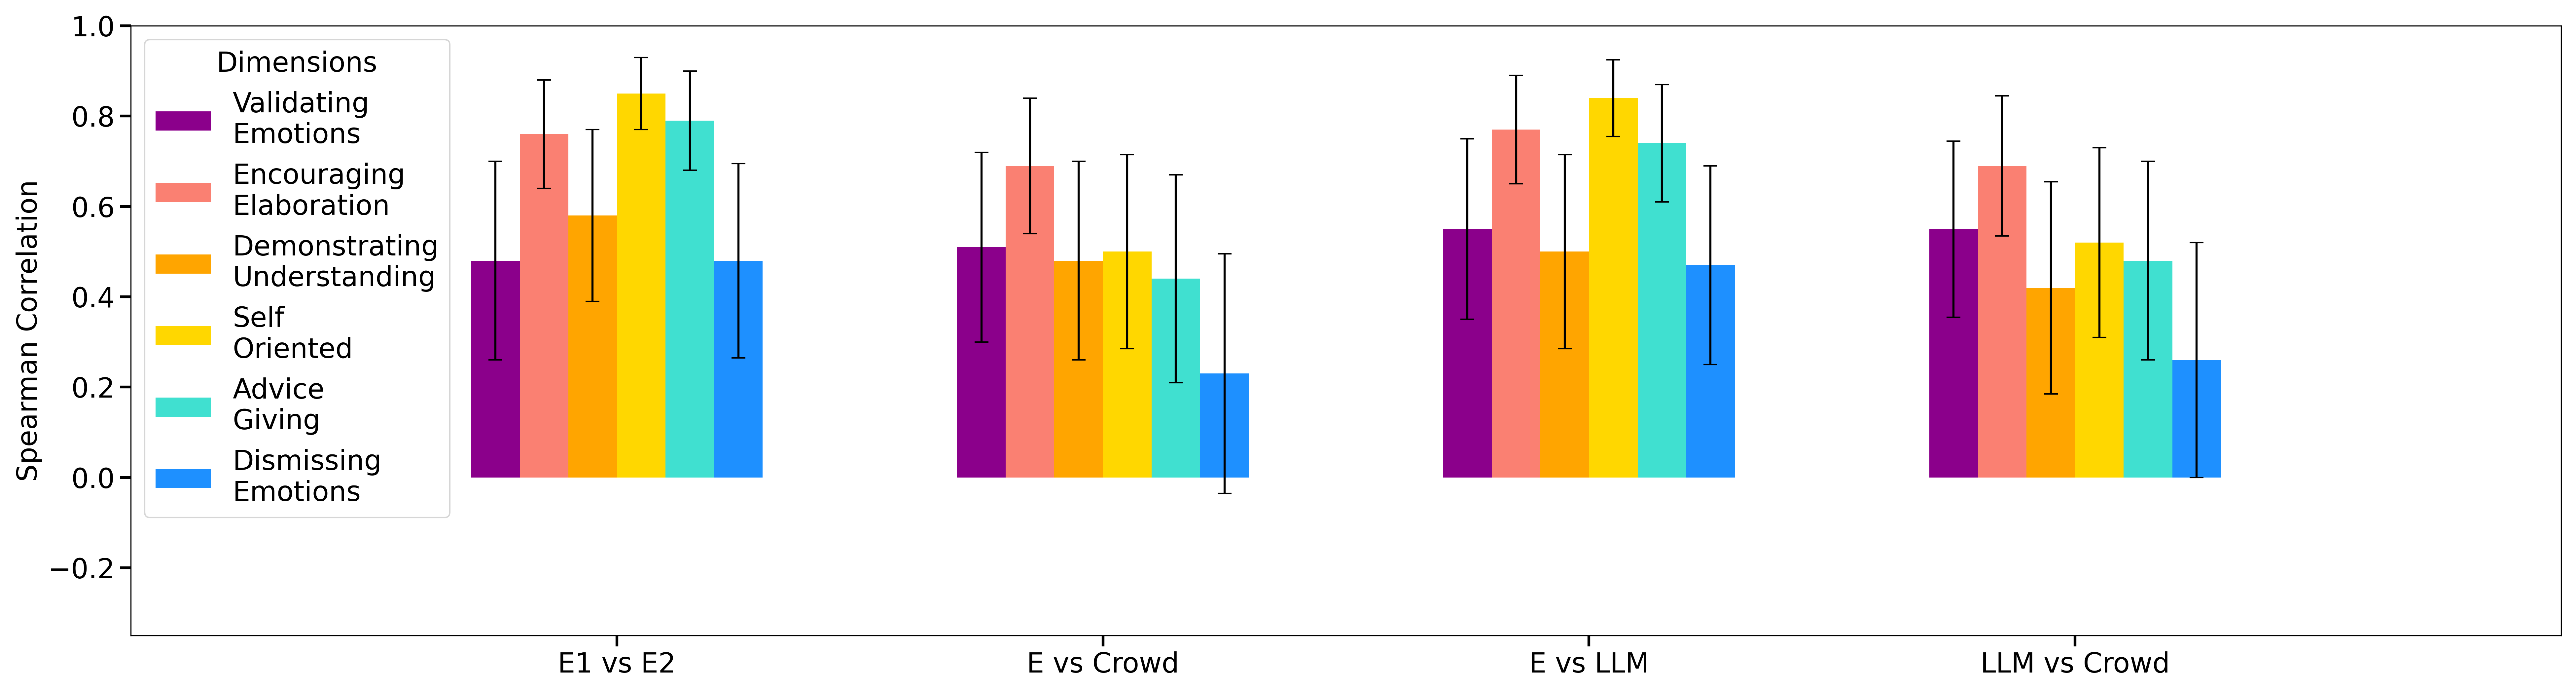 Spearman Correlation
1.0
0.8
0.6
0.4
0.2
0.0
−0.2
Dimensions
Validating
Emotions
Encouraging
Elaboration
Demonstrating
Understanding
Self
Oriented
Advice
Giving
Dismissing
Emotions
E1 vs E2
E vs Crowd
E vs LLM
LLM vs Crowd